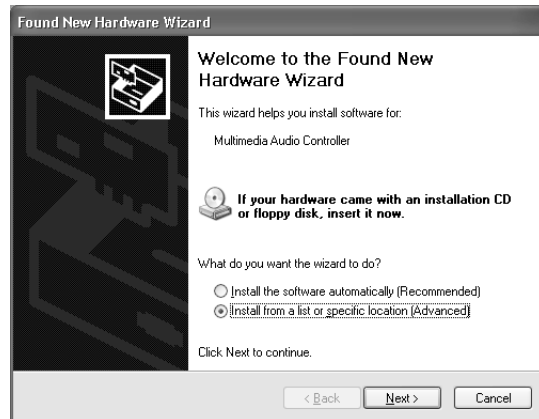 Found New Hardware Wizard
Welcome to the Found New
Hardware Wizard
This wizard helps you install software for:
Multimedia Audio Controller
If your hardware came with an installation CD
or floppy disk, insert it now.
What do you want the wizard to do?
Install the software automatically (Recommended)
Install from a list or specific location (Advanced)
Click Next to continue.
< Back Next > Cancel